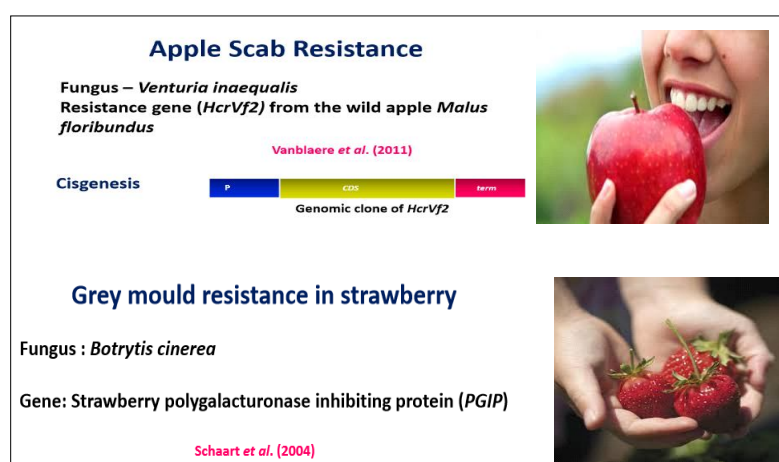 Apple Scab Resistance
Fungus – Venturia inaequalis
Resistance gene (HcrVf2) from the wild apple Malus
floribundus
Vanblaere et al. (2011)
Cisgenesis
P CDS term
Genomic clone of HcrVf2
Grey mould resistance in strawberry
Fungus : Botrytis cinerea
Gene: Strawberry polygalacturonase inhibiting protein (PGIP)
Schaart et al. (2004)